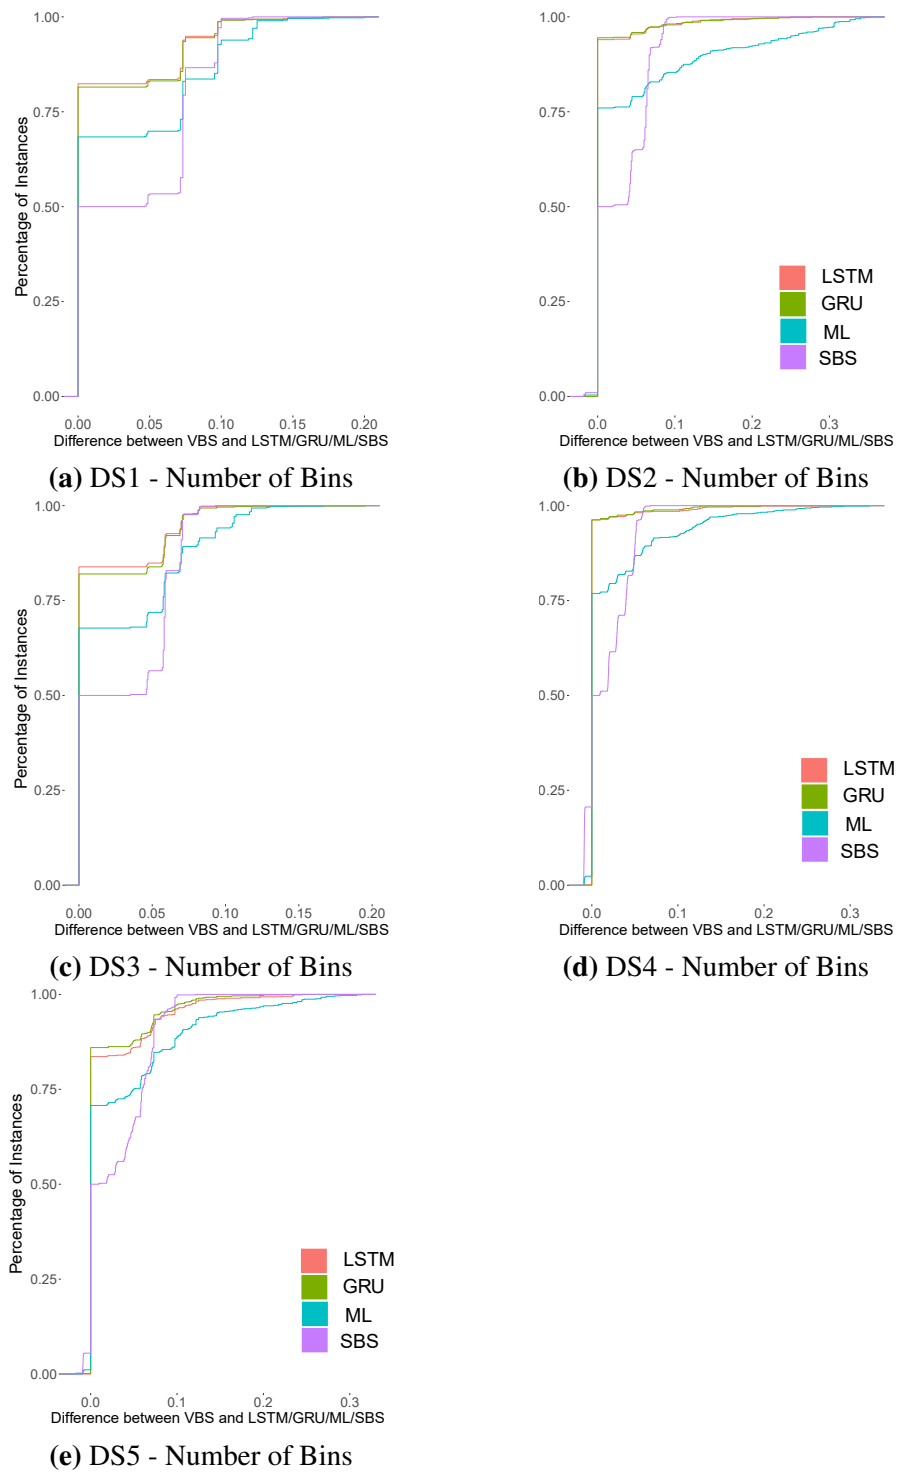 1.00-
0.75-
0.50-
0.25-
0.00-
Percentage of Instances
0.00 0.05 0.10 0.15 0.20
Difference between VBS and LSTM/GRU/ML/SBS
(a) DS1 - Number of Bins
1.00-
0.75-
0.50-
0.25-
0.00-
LSTM
GRU
ML
SBS
0.0 0.1 0.2 0.3
Difference between VBS and LSTM/GRU/ML/SBS
(b) DS2 - Number of Bins
1.00-
0.75-
0.50-
0.25-
0.00-
Percentage of Instances
0.00 0.05 0.10 0.15 0.20
Difference between VBS and LSTM/GRU/ML/SBS
(c) DS3 - Number of Bins
1.00-
0.75-
0.50-
0.25-
0.00-
LSTM
GRU
ML
SBS
0.0 0.1 0.2 0.3
Difference between VBS and LSTM/GRU/ML/SBS
(d) DS4 - Number of Bins
1.00-
0.75-
0.50-
0.25-
0.00-
Percentage of Instances
LSTM
GRU
ML
SBS
0.0 0.1 0.2 0.3
Difference between VBS and LSTM/GRU/ML/SBS
(e) DS5 - Number of Bins